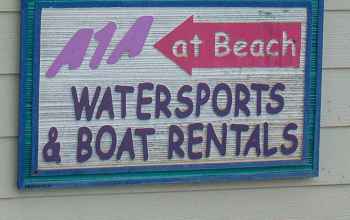 A1A at Beach
WATERSPORTS
& BOAT RENTALS